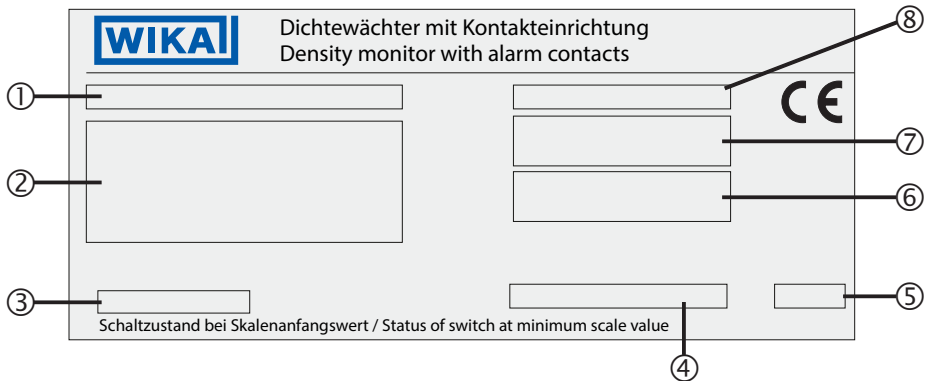 WIKAI
Dichtewächter mit Kontakteinrichtung
Density monitor with alarm contacts
⑧
①
CE
⑦
②
⑥
③
⑤
Schaltzustand bei Skalenanfangswert / Status of switch at minimum scale value
④